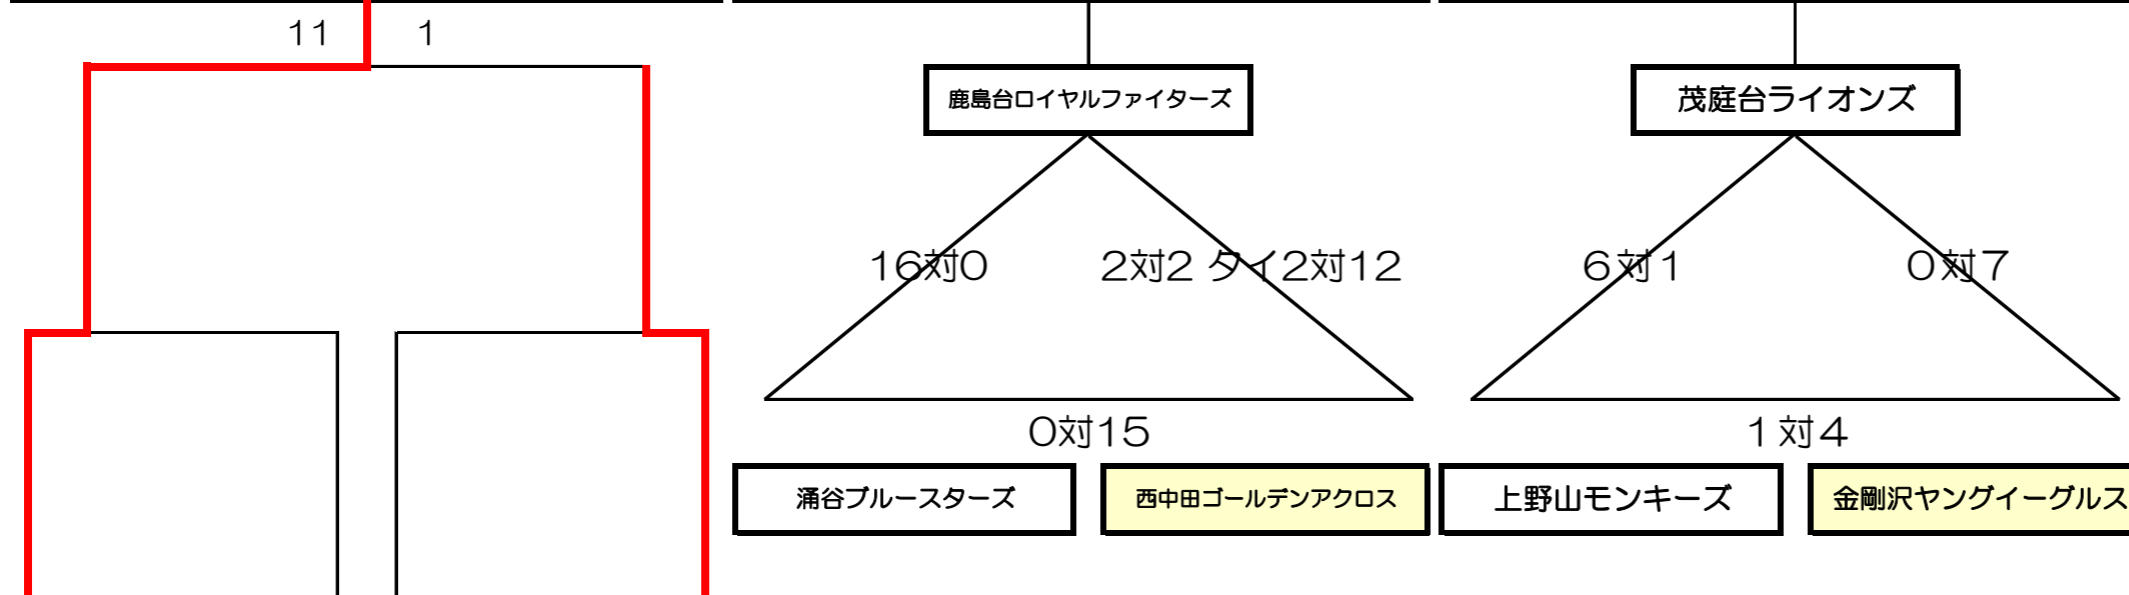 11 1
鹿島台ロイヤルファイターズ
茂庭台ライオンズ
16対0
2対2 タイ2対12
6対1
0対7
0対15
1対4
涌谷ブルースターズ
西中田ゴールデンアクロス
上野山モンキーズ
金剛沢ヤングイーグルス